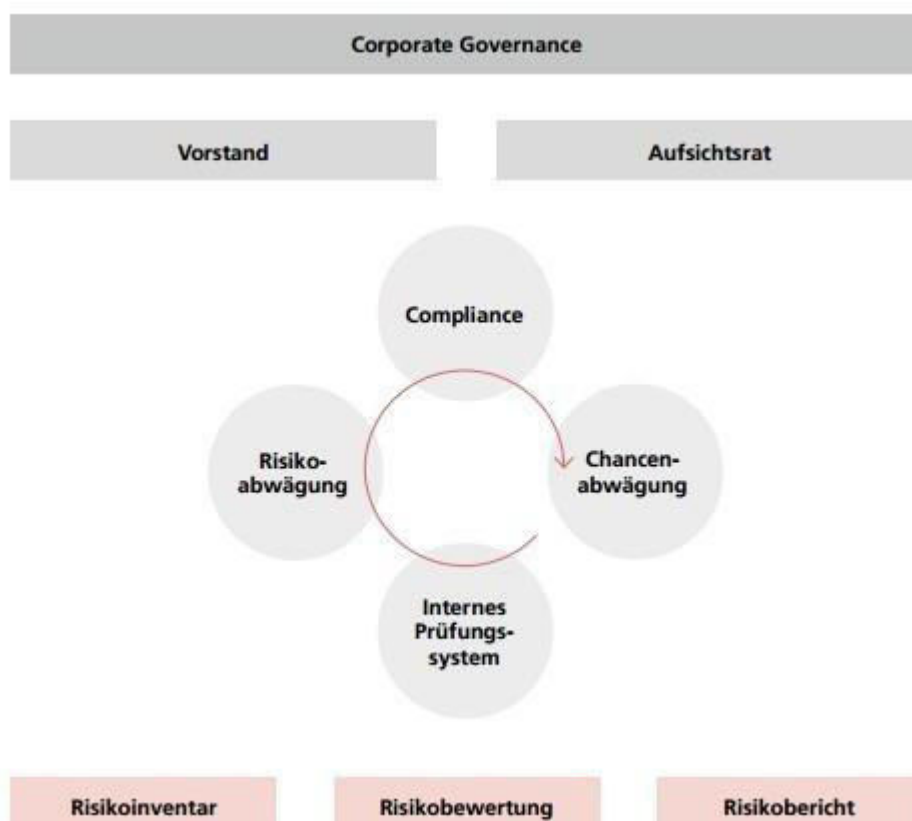 Corporate Governance
Vorstand
Aufsichtsrat
Compliance
Risiko-
abwägung
Chancen-
abwägung
Internes
Prüfungs-
system
Risikoinventar
Risikobewertung
Risikobericht